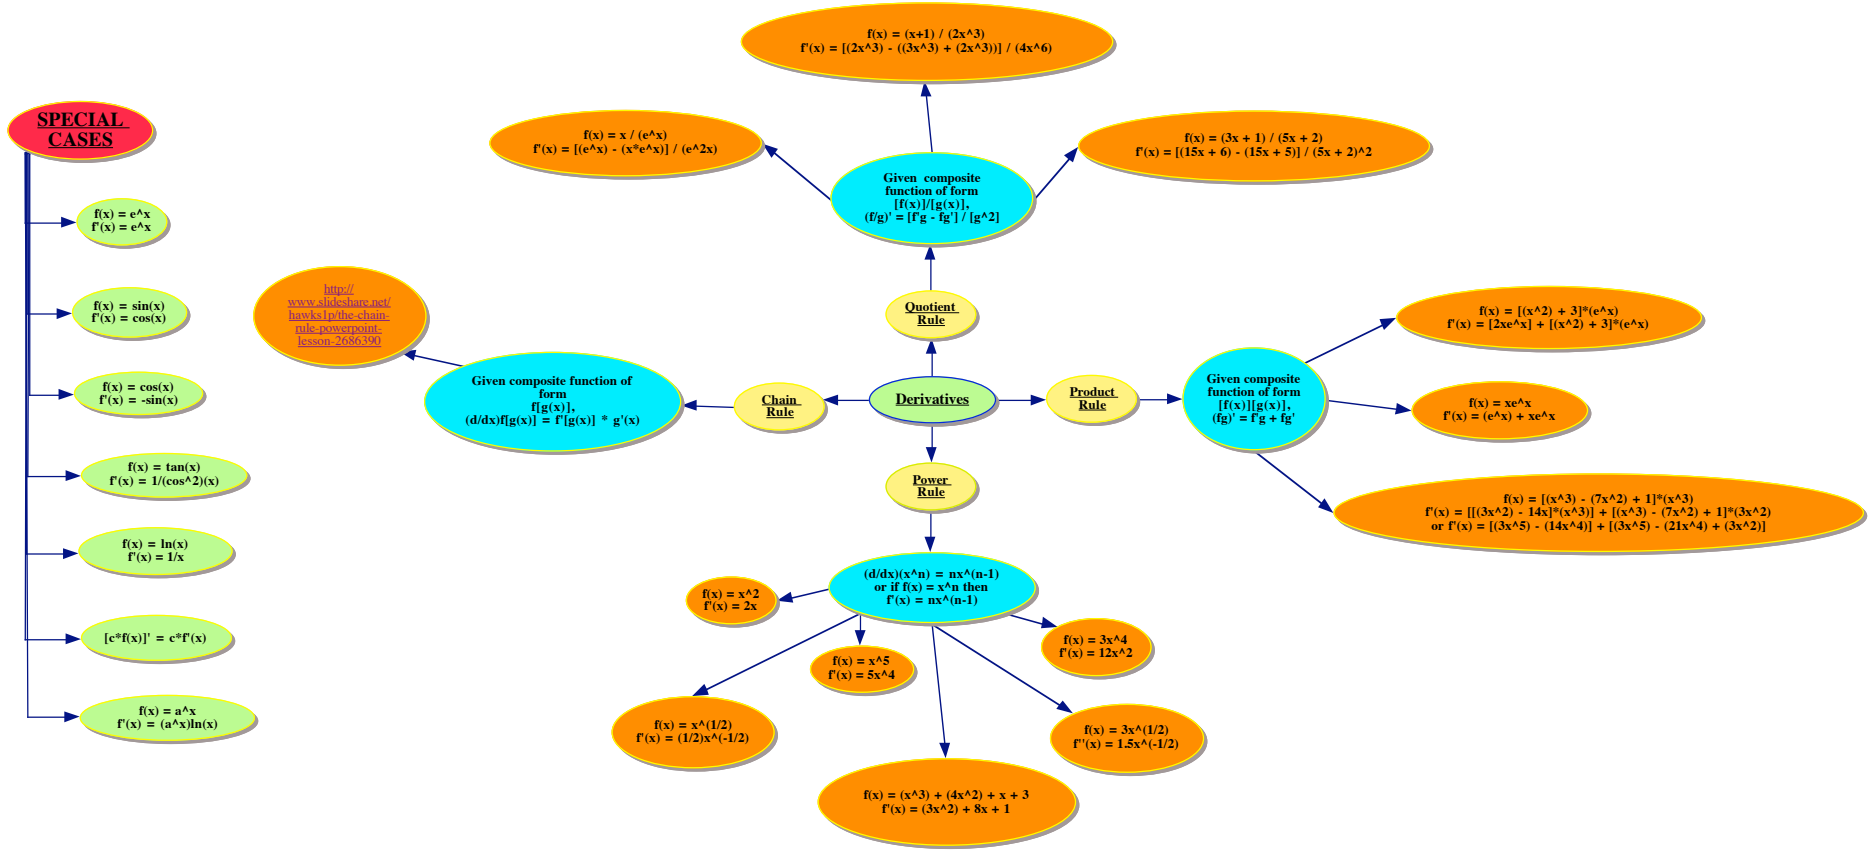 f(x) = (x+1) / (2x^3)
f'(x) = [(2x^3) - ((3x^3) + (2x^3))] / (4x^6)
SPECIAL
CASES
f(x) = e^x
f'(x) = e^x
f(x) = sin(x)
f'(x) = cos(x)
f(x) = cos(x)
f'(x) = -sin(x)
f(x) = tan(x)
f'(x) = 1/(cos^2)(x)
f(x) = ln(x)
f'(x) = 1/x
[c*f(x)]' = c*f'(x)
f(x) = a^x
f'(x) = (a^x)ln(x)
f(x) = x / (e^x)
f'(x) = [(e^x) - (x*e^x)] / (e^2x)
f(x) = (3x + 1) / (5x + 2)
f'(x) = [(15x + 6) - (15x + 5)] / (5x + 2)^2
Given composite
function of form
[f(x)]/[g(x)],
(f/g)' = [f'g - fg'] / [g^2]
Quotient
Rule
http://
www.slideshare.net/
hawks1p/the-chain-
rule-powerpoint-
lesson-2686390
Given composite function of
form
f[g(x)],
(d/dx)f[g(x)] = f'[g(x)] * g'(x)
Chain
Rule
Derivatives
Product
Rule
Given composite
function of form
[f(x)][g(x)],
(fg)' = f'g + fg'
f(x) = [(x^2) + 3]*(e^x)
f'(x) = [2xe^x] + [(x^2) + 3]*(e^x)
f(x) = xe^x
f'(x) = (e^x) + xe^x
f(x) = [(x^3) - (7x^2) + 1]*(x^3)
f'(x) = [[(3x^2) - 14x]*(x^3)] + [(x^3) - (7x^2) + 1]*(3x^2)
or f'(x) = [(3x^5) - (14x^4)] + [(3x^5) - (21x^4) + (3x^2)]
Power
Rule
(d/dx)(x^n) = nx^(n-1)
or if f(x) = x^n then
f'(x) = nx^(n-1)
f(x) = x^2
f'(x) = 2x
f(x) = x^5
f'(x) = 5x^4
f(x) = 3x^4
f'(x) = 12x^2
f(x) = x^(1/2)
f'(x) = (1/2)x^(-1/2)
f(x) = 3x^(1/2)
f''(x) = 1.5x^(-1/2)
f(x) = (x^3) + (4x^2) + x + 3
f'(x) = (3x^2) + 8x + 1